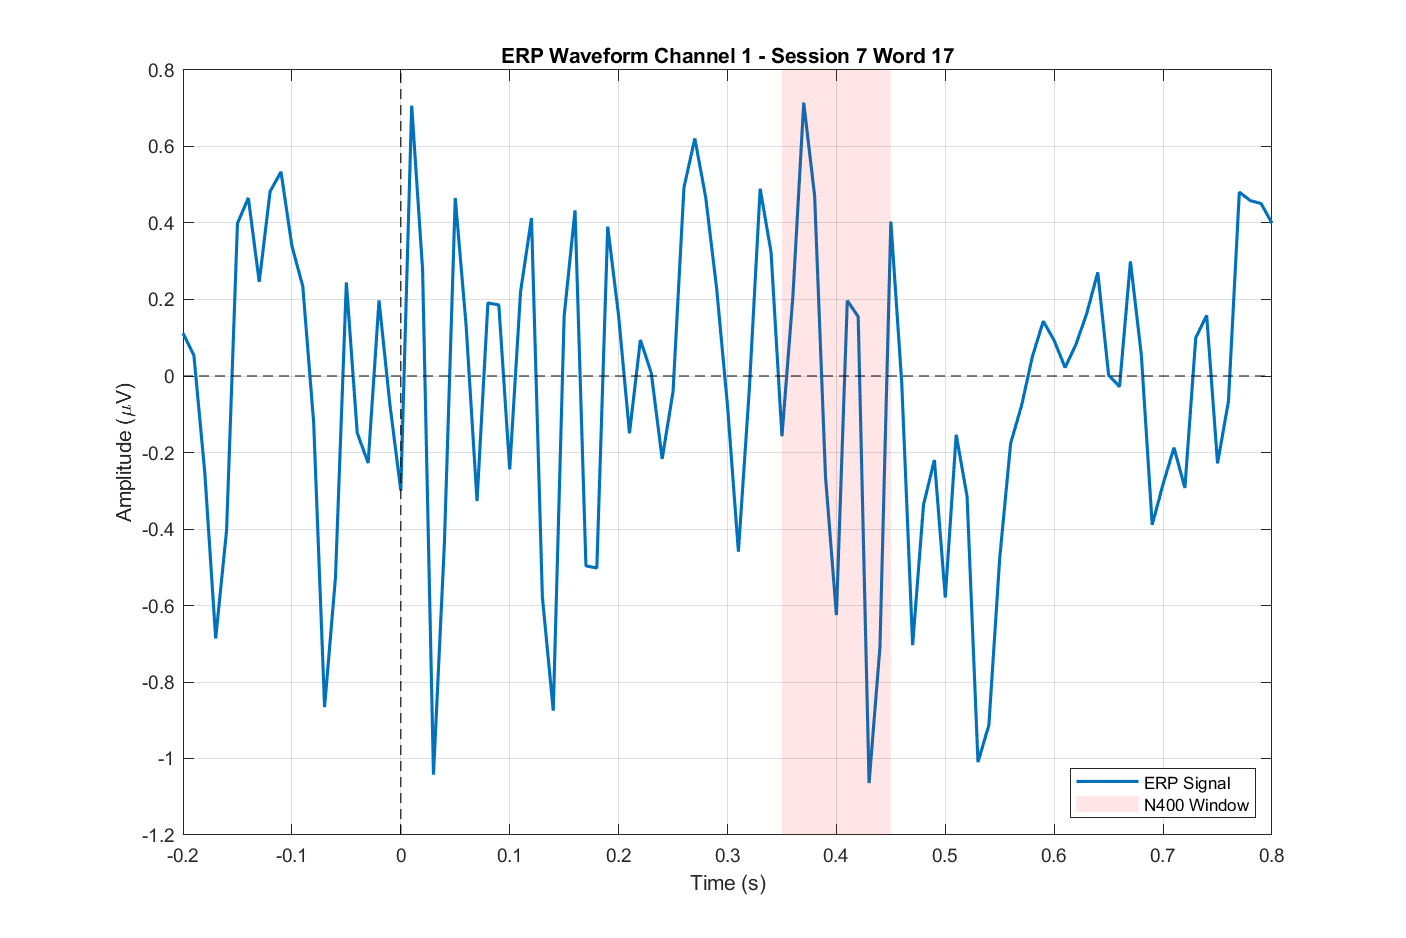 ERP Waveform Channel 1 - Session 7 Word 17
0.8
0.6
0.4
0.2
0
-0.2
-0.4
-0.6
-0.8
-1
-1.2
Amplitude (μV)
ERP Signal
N400 Window
-0.2 -0.1 0 0.1 0.2 0.3 0.4 0.5 0.6 0.7 0.8
Time (s)